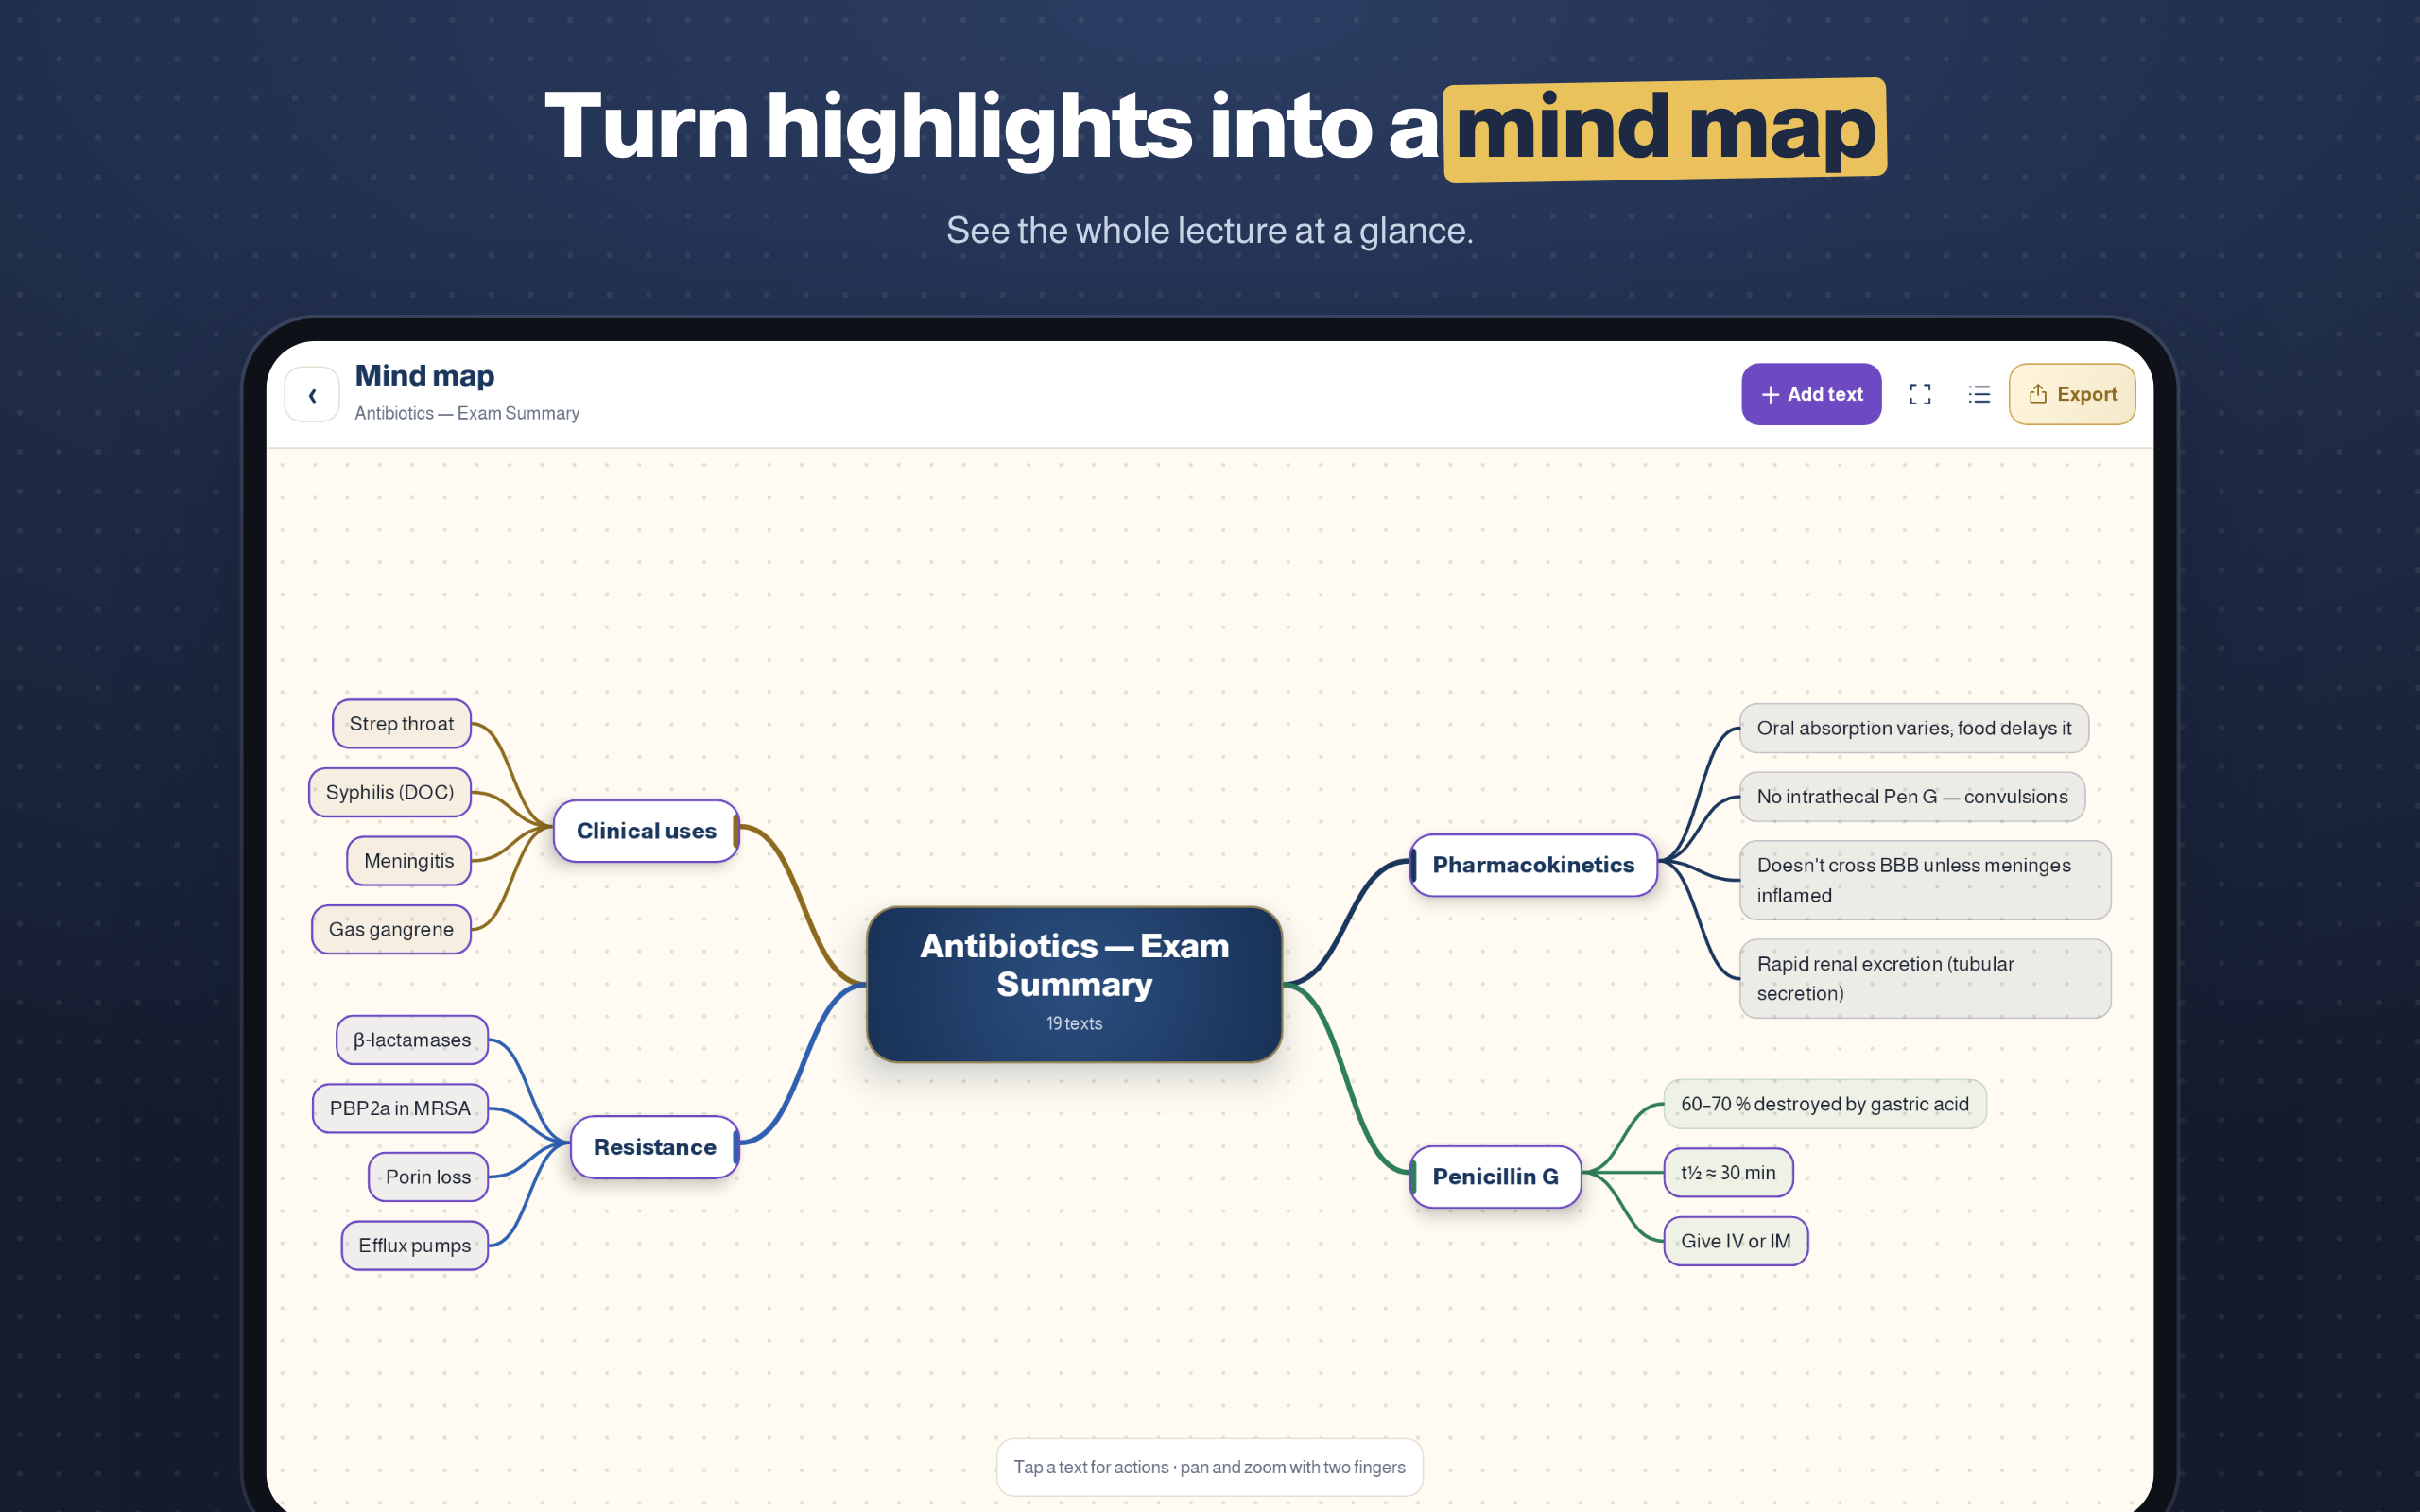 Turn highlights into a mind map
See the whole lecture at a glance.
Mind map
Antibiotics — Exam Summary
+ Add text
Export
Strep throat
Syphilis (DOC)
Meningitis
Gas gangrene
Clinical uses
β-lactamases
PBP2a in MRSA
Porin loss
Efflux pumps
Resistance
Antibiotics — Exam
Summary
19 texts
Pharmacokinetics
Oral absorption varies; food delays it
No intrathecal Pen G — convulsions
Doesn't cross BBB unless meninges
inflamed
Rapid renal excretion (tubular
secretion)
Penicillin G
60–70 % destroyed by gastric acid
t½ ≈ 30 min
Give IV or IM
Tap a text for actions · pan and zoom with two fingers